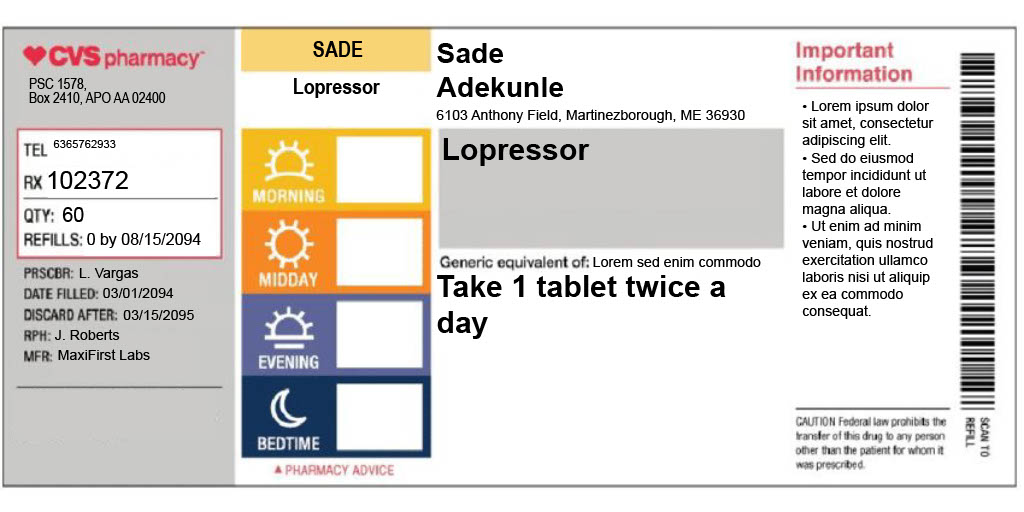 CVS pharmacy
PSC 1578,
Box 2410, APO AA 02400
TEL 6365762933
RX 102372
QTY: 60
REFILLS: 0 by 08/15/2094
PRSCBR: L. Vargas
DATE FILLED: 03/01/2094
DISCARD AFTER: 03/15/2095
RPH: J. Roberts
MFR: MaxiFirst Labs
SADE
Lopressor
MORNING
MIDDAY
EVENING
BEDTIME
▲ PHARMACY ADVICE
Sade
Adekunle
6103 Anthony Field, Martinezborough, ME 36930
Lopressor
Generic equivalent of: Lorem sed enim commodo
Take 1 tablet twice a
day
Important
Information
• Lorem ipsum dolor
sit amet, consectetur
adipiscing elit.
• Sed do eiusmod
tempor incididunt ut
labore et dolore
magna aliqua.
• Ut enim ad minim
veniam, quis nostrud
exercitation ullamco
laboris nisi ut aliquip
ex ea commodo
consequat.
CAUTION Federal law prohibits the
transfer of this drug to any person
other than the patient for whom it
was prescribed.
SCAN TO
REFILL